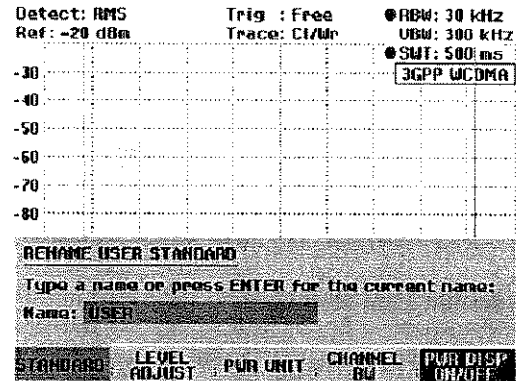 Detect: RMS Trig : Free RBW: 30 kHz
Ref: -20 dBm Trace: Cl/Wr VBW: 300 kHz
SWT: 500 ms
3GPP WCDMA
-30
-40
-50
-60
-70
-80
RENAME USER STANDARD
Type a name or press ENTER for the current name:
Name: USER
STANDARD LEVEL ADJUST PWR UNIT CHANNEL BW PWR DISP ON/OFF